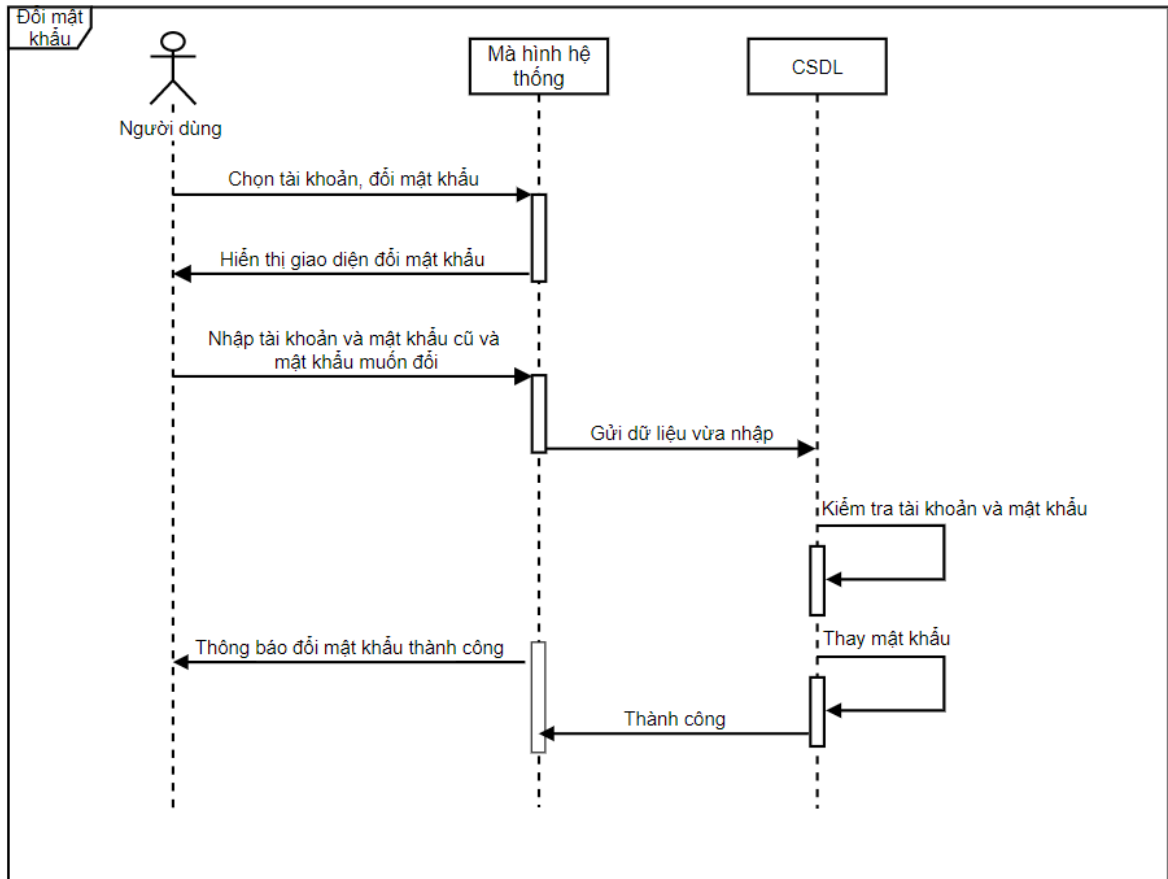 Đổi mật
khẩu
Mà hình hệ
thống
CSDL
Người dùng
Chọn tài khoản, đổi mật khẩu
Hiển thị giao diện đổi mật khẩu
Nhập tài khoản và mật khẩu cũ và
mật khẩu muốn đổi
Gửi dữ liệu vừa nhập
Kiểm tra tài khoản và mật khẩu
Thay mật khẩu
Thông báo đổi mật khẩu thành công
Thành công